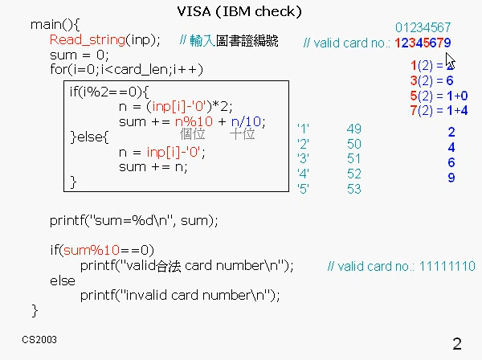 VISA (IBM check)
main(){
01234567
Read_string(inp); // 輸入圖書證編號
// valid card no.: 12345679
sum = 0;
for(i=0;i<card_len;i++)
1(2) = 2
if(i%2==0){
3(2) = 6
n = (inp[i]-'0')*2;
5(2) = 1+0
sum += n%10 + n/10;
7(2) = 1+4
}else{ 個位 十位
'1' 49 2
n = inp[i]-'0';
'2' 50 4
sum += n;
'3' 51 6
}
'4' 52 9
'5' 53
printf("sum=%d\n", sum);
if(sum%10==0)
printf("valid合法 card number\n"); // valid card no.: 11111110
else
printf("invalid card number\n");
}
CS2003
2